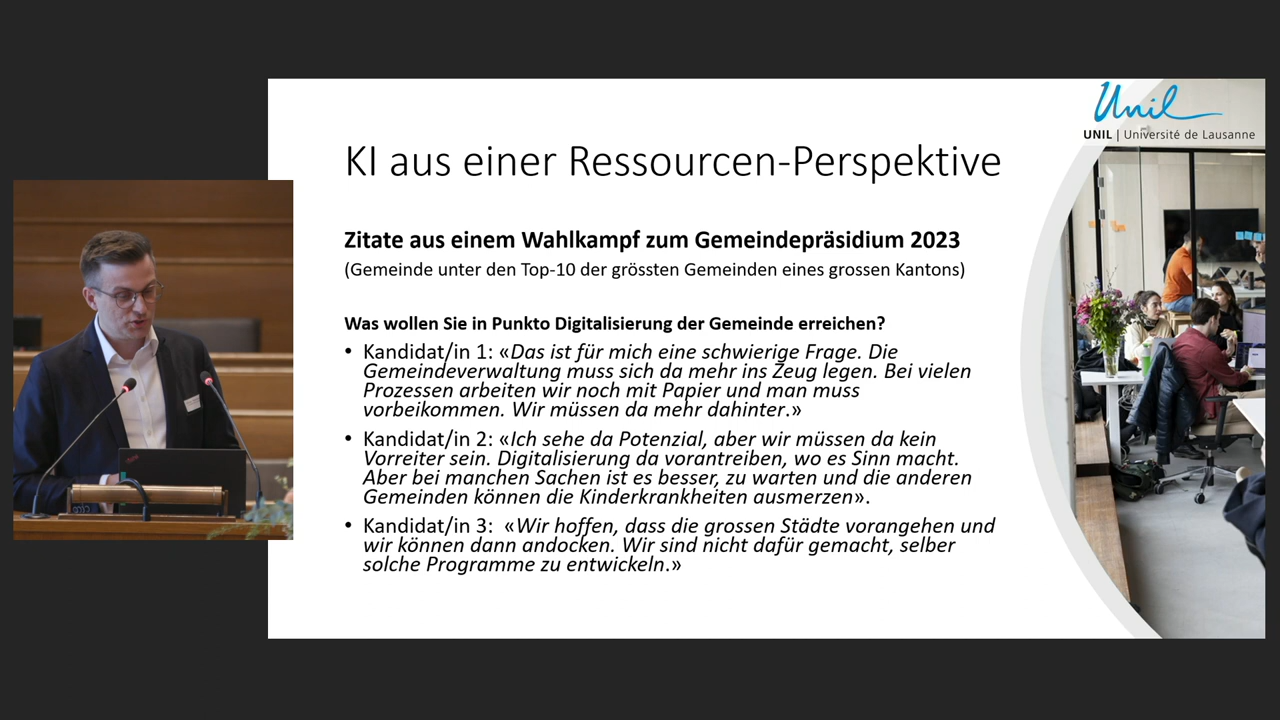 Unil
UNIL | Université de Lausanne
KI aus einer Ressourcen-Perspektive
Zitate aus einem Wahlkampf zum Gemeindepräsidium 2023
(Gemeinde unter den Top-10 der grössten Gemeinden eines grossen Kantons)
Was wollen Sie in Punkto Digitalisierung der Gemeinde erreichen?
• Kandidat/in 1: «Das ist für mich eine schwierige Frage. Die
Gemeindeverwaltung muss sich da mehr ins Zeug legen. Bei vielen
Prozessen arbeiten wir noch mit Papier und man muss
vorbeikommen. Wir müssen da mehr dahinter.»
• Kandidat/in 2: «Ich sehe da Potenzial, aber wir müssen da kein
Vorreiter sein. Digitalisierung da vorantreiben, wo es Sinn macht.
Aber bei manchen Sachen ist es besser, zu warten und die anderen
Gemeinden können die Kinderkrankheiten ausmerzen».
• Kandidat/in 3: «Wir hoffen, dass die grossen Städte vorangehen und
wir können dann andocken. Wir sind nicht dafür gemacht, selber
solche Programme zu entwickeln.»